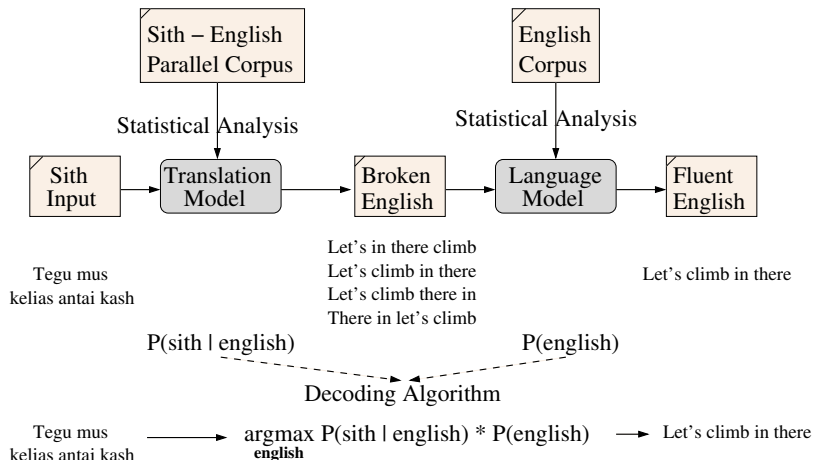 Sith – English
Parallel Corpus
English
Corpus
Statistical Analysis
Statistical Analysis
Sith
Input
Translation
Model
Broken
English
Language
Model
Fluent
English
Tegu mus
kelias antai kash
Let's in there climb
Let's climb in there
Let's climb there in
There in let's climb
Let's climb in there
P(sith | english)
P(english)
Decoding Algorithm
Tegu mus
kelias antai kash
argmax P(sith | english) * P(english)
english
Let's climb in there